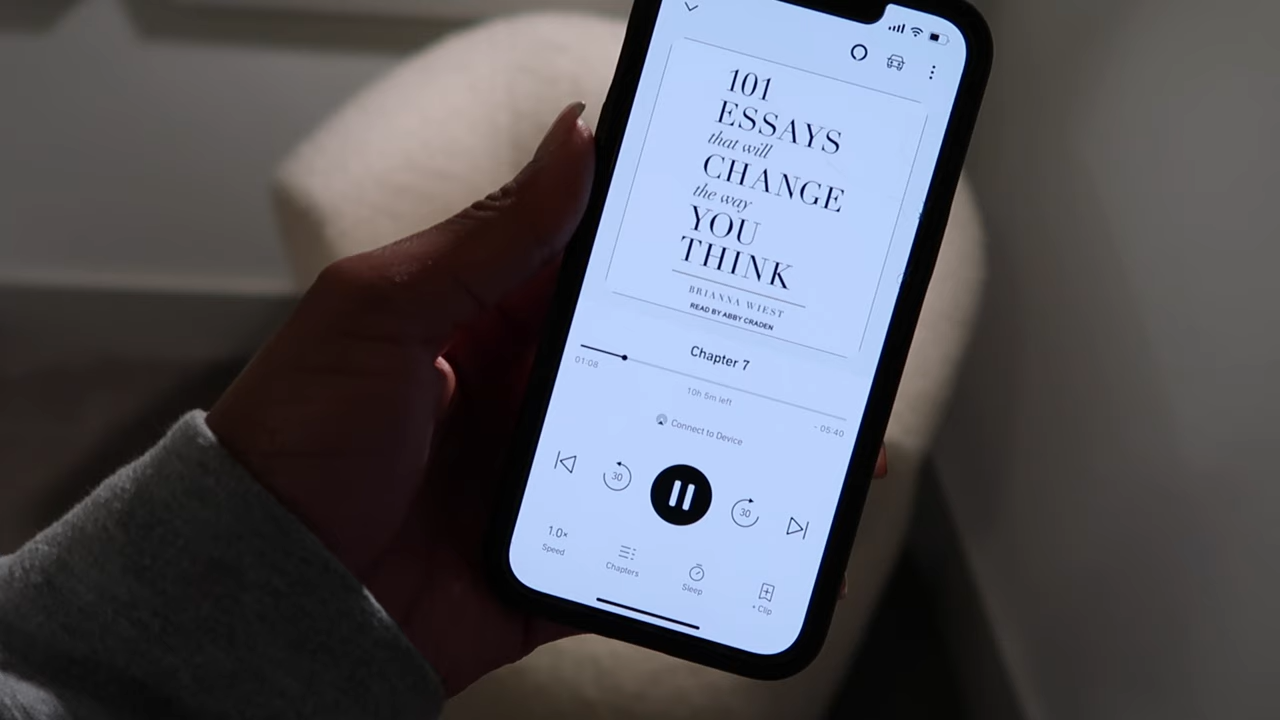 101
ESSAYS
that will
CHANGE
the way
YOU
THINK
BRIANNA WIEST
READ BY ABBY CRADEN
Chapter 7
01:08
10h 5m left
- 05:40
Connect to Device
30
30
1.0×
Speed
Chapters
Sleep
+ Clip